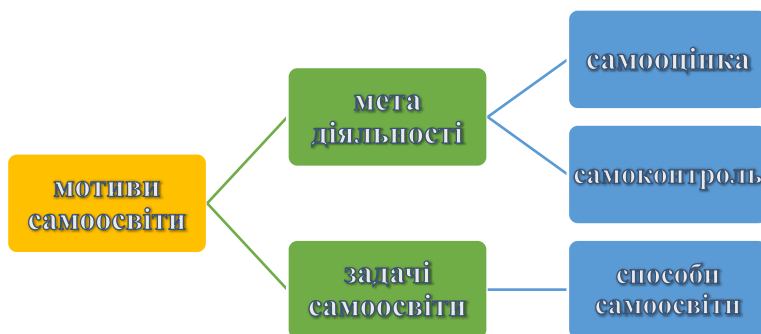 мотиви
самоосвіти
мета
діяльності
самооцінка
самоконтроль
задачі
самоосвіти
способи
самоосвіти